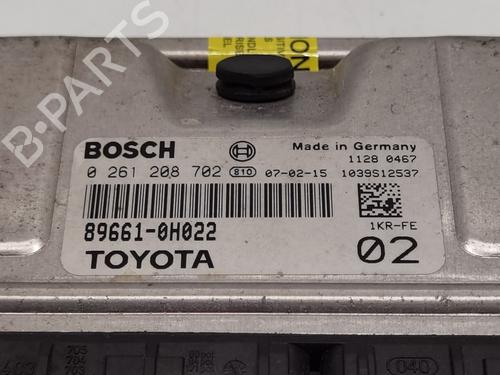 BOSCH
Made in Germany
1128 0467
0 261 208 702 810 07-02-15 1039S12537
89661-0H022
1KR-FE
TOYOTA
02
B-PARTS
040